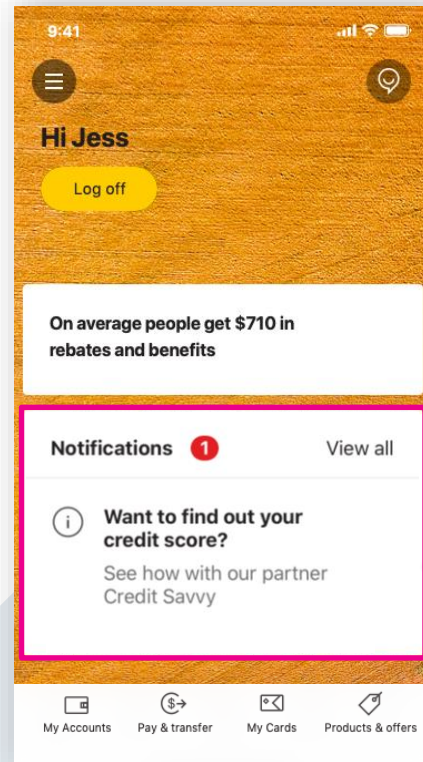 9:41
Hi Jess
Log off
On average people get $710 in
rebates and benefits
Notifications 1 View all
Want to find out your
credit score?
See how with our partner
Credit Savvy
My Accounts Pay & transfer My Cards Products & offers